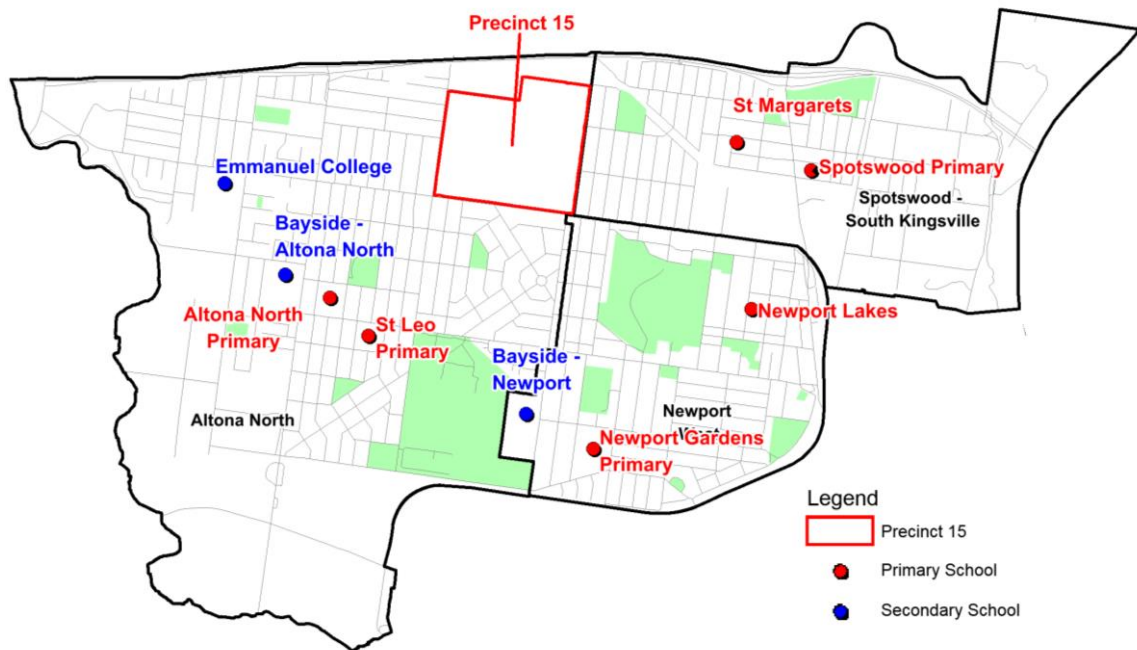 Precinct 15
St Margarets
Emmanuel College
Spotswood Primary
Spotswood -
South Kingsville
Bayside -
Altona North
Altona North
Primary
St Leo
Primary
Newport Lakes
Bayside -
Newport
Altona North
Newport
Newport Gardens
Primary
Legend
Precinct 15
Primary School
Secondary School